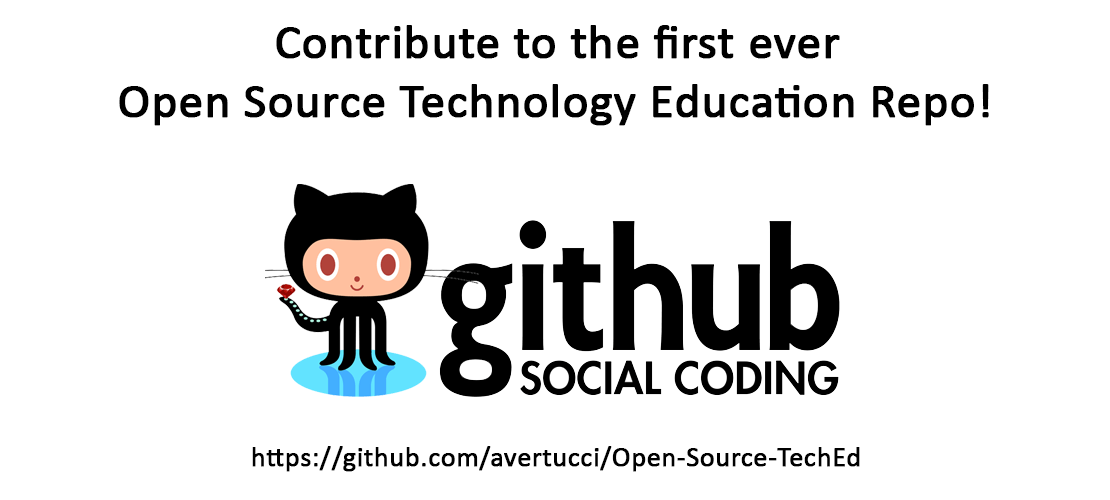 Contribute to the first ever
Open Source Technology Education Repo!
github
SOCIAL CODING
https://github.com/avertucci/Open-Source-TechEd